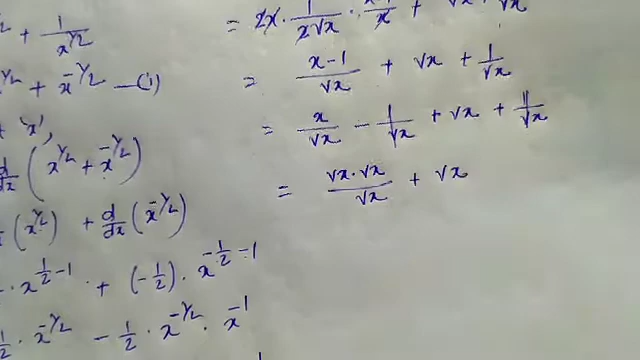 + 1/x^{1/2}
x^{-1/2} —(1)
'x',
d/dx (x^{1/2} + x^{-1/2})
(x^{1/2}) + d/dx (x^{-1/2})
· x^{1/2 - 1} + (-1/2) · x^{-1/2 - 1}
1/2 · x^{-1/2} - 1/2 · x^{-1/2} · x^{-1}
= 2x · 1/2√x ·
= x-1/√x + √x + 1/√x
= x/√x - 1/√x + √x + 1/√x
= √x·√x/√x + √x